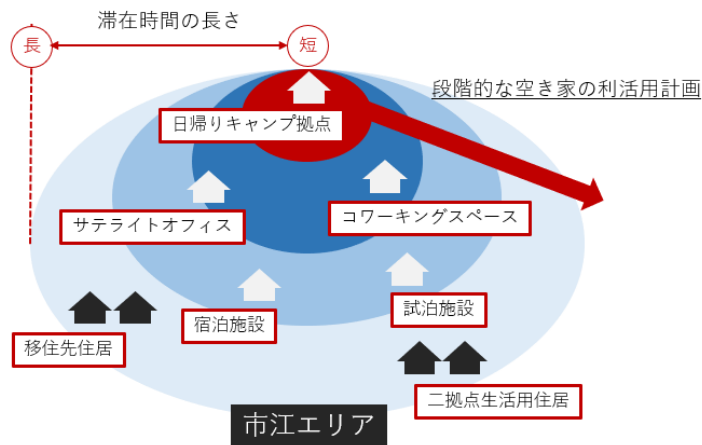 滞在時間の長さ
長
短
段階的な空き家の利活用計画
日帰りキャンプ拠点
サテライトオフィス
コワーキングスペース
宿泊施設
試泊施設
移住先住居
二拠点生活用住居
市江エリア